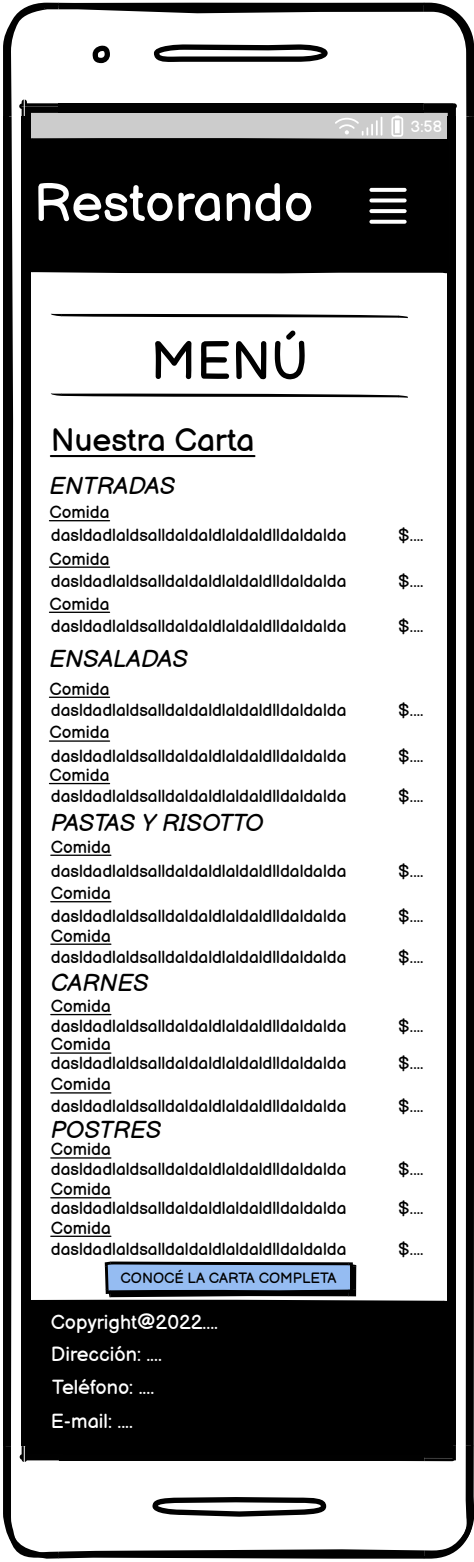 3:58
Restorando
MENÚ
Nuestra Carta
ENTRADAS
Comida
dasldadlaldsalldaldaldlaldaldlldaldalda $....
Comida
dasldadlaldsalldaldaldlaldaldlldaldalda $....
Comida
dasldadlaldsalldaldaldlaldaldlldaldalda $....
ENSALADAS
Comida
dasldadlaldsalldaldaldlaldaldlldaldalda $....
Comida
dasldadlaldsalldaldaldlaldaldlldaldalda $....
Comida
dasldadlaldsalldaldaldlaldaldlldaldalda $....
PASTAS Y RISOTTO
Comida
dasldadlaldsalldaldaldlaldaldlldaldalda $....
Comida
dasldadlaldsalldaldaldlaldaldlldaldalda $....
Comida
dasldadlaldsalldaldaldlaldaldlldaldalda $....
CARNES
Comida
dasldadlaldsalldaldaldlaldaldlldaldalda $....
Comida
dasldadlaldsalldaldaldlaldaldlldaldalda $....
Comida
dasldadlaldsalldaldaldlaldaldlldaldalda $....
POSTRES
Comida
dasldadlaldsalldaldaldlaldaldlldaldalda $....
Comida
dasldadlaldsalldaldaldlaldaldlldaldalda $....
Comida
dasldadlaldsalldaldaldlaldaldlldaldalda $....
CONOCÉ LA CARTA COMPLETA
Copyright@2022....
Dirección: ....
Teléfono: ....
E-mail: ....